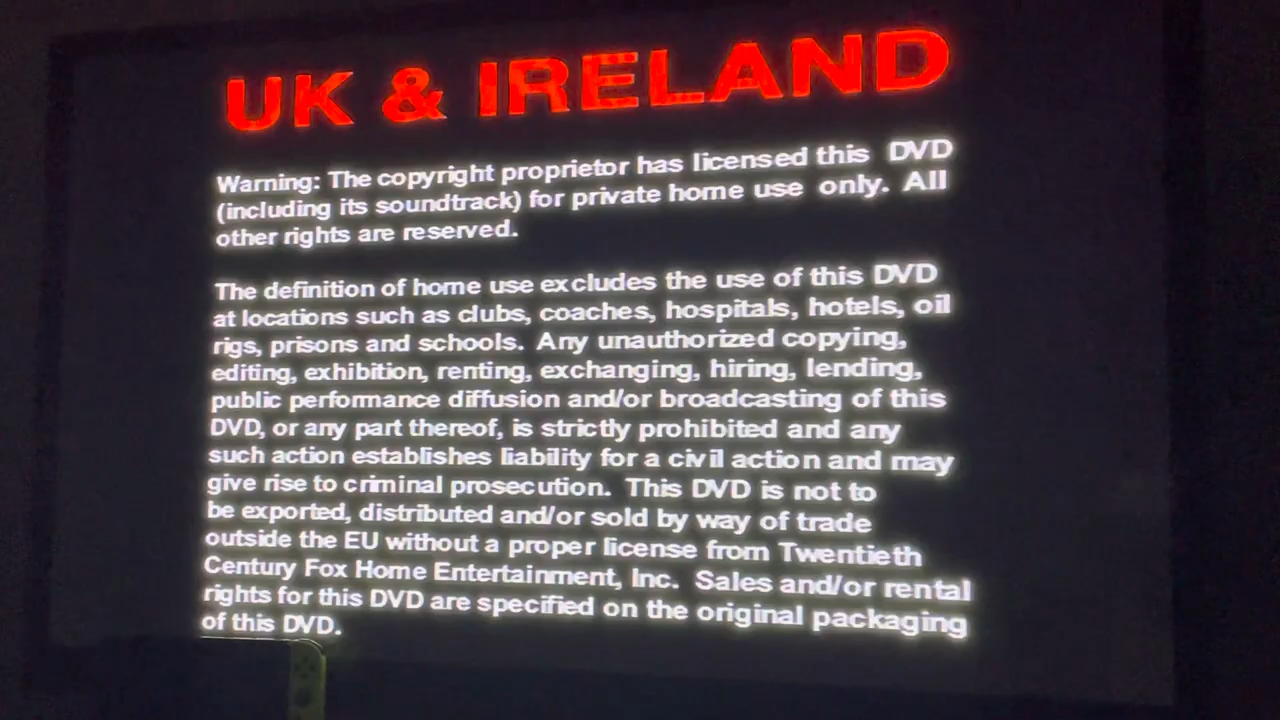 UK & IRELAND
Warning: The copyright proprietor has licensed this DVD
(including its soundtrack) for private home use only. All
other rights are reserved.
The definition of home use excludes the use of this DVD
at locations such as clubs, coaches, hospitals, hotels, oil
rigs, prisons and schools. Any unauthorized copying,
editing, exhibition, renting, exchanging, hiring, lending,
public performance diffusion and/or broadcasting of this
DVD, or any part thereof, is strictly prohibited and any
such action establishes liability for a civil action and may
give rise to criminal prosecution. This DVD is not to
be exported, distributed and/or sold by way of trade
outside the EU without a proper license from Twentieth
Century Fox Home Entertainment, Inc. Sales and/or rental
rights for this DVD are specified on the original packaging
of this DVD.